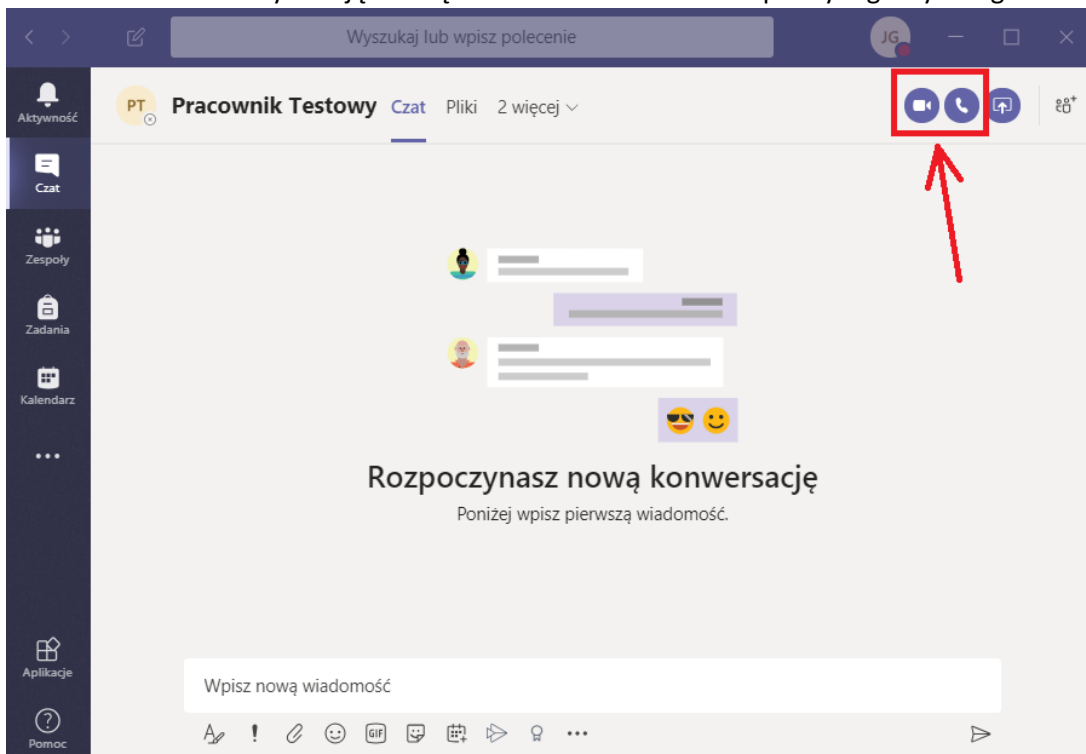 Wyszukaj lub wpisz polecenie
JG
Aktywność
PT
Pracownik Testowy Czat Pliki 2 więcej
Czat
Zespoły
Zadania
Kalendarz
Rozpoczynasz nową konwersację
Poniżej wpisz pierwszą wiadomość.
Aplikacje
Wpisz nową wiadomość
GIF
Pomoc